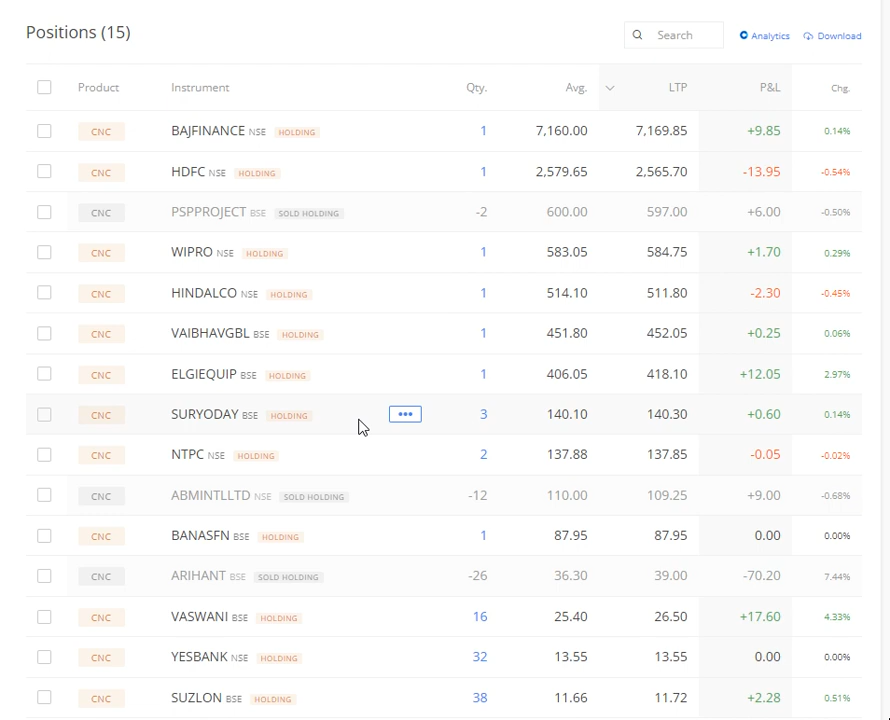 Positions (15) Search Analytics Download
Product Instrument Qty. Avg. LTP P&L Chg.
CNC BAJFINANCE NSE HOLDING 1 7,160.00 7,169.85 +9.85 0.14%
CNC HDFC NSE HOLDING 1 2,579.65 2,565.70 -13.95 -0.54%
CNC PSPPROJECT BSE SOLD HOLDING -2 600.00 597.00 +6.00 -0.50%
CNC WIPRO NSE HOLDING 1 583.05 584.75 +1.70 0.29%
CNC HINDALCO NSE HOLDING 1 514.10 511.80 -2.30 -0.45%
CNC VAIBHAVGBL BSE HOLDING 1 451.80 452.05 +0.25 0.06%
CNC ELGIEQUIP BSE HOLDING 1 406.05 418.10 +12.05 2.97%
CNC SURYODAY BSE HOLDING ••• 3 140.10 140.30 +0.60 0.14%
CNC NTPC NSE HOLDING 2 137.88 137.85 -0.05 -0.02%
CNC ABMINTLLTD NSE SOLD HOLDING -12 110.00 109.25 +9.00 -0.68%
CNC BANASFN BSE HOLDING 1 87.95 87.95 0.00 0.00%
CNC ARIHANT BSE SOLD HOLDING -26 36.30 39.00 -70.20 7.44%
CNC VASWANI BSE HOLDING 16 25.40 26.50 +17.60 4.33%
CNC YESBANK NSE HOLDING 32 13.55 13.55 0.00 0.00%
CNC SUZLON BSE HOLDING 38 11.66 11.72 +2.28 0.51%